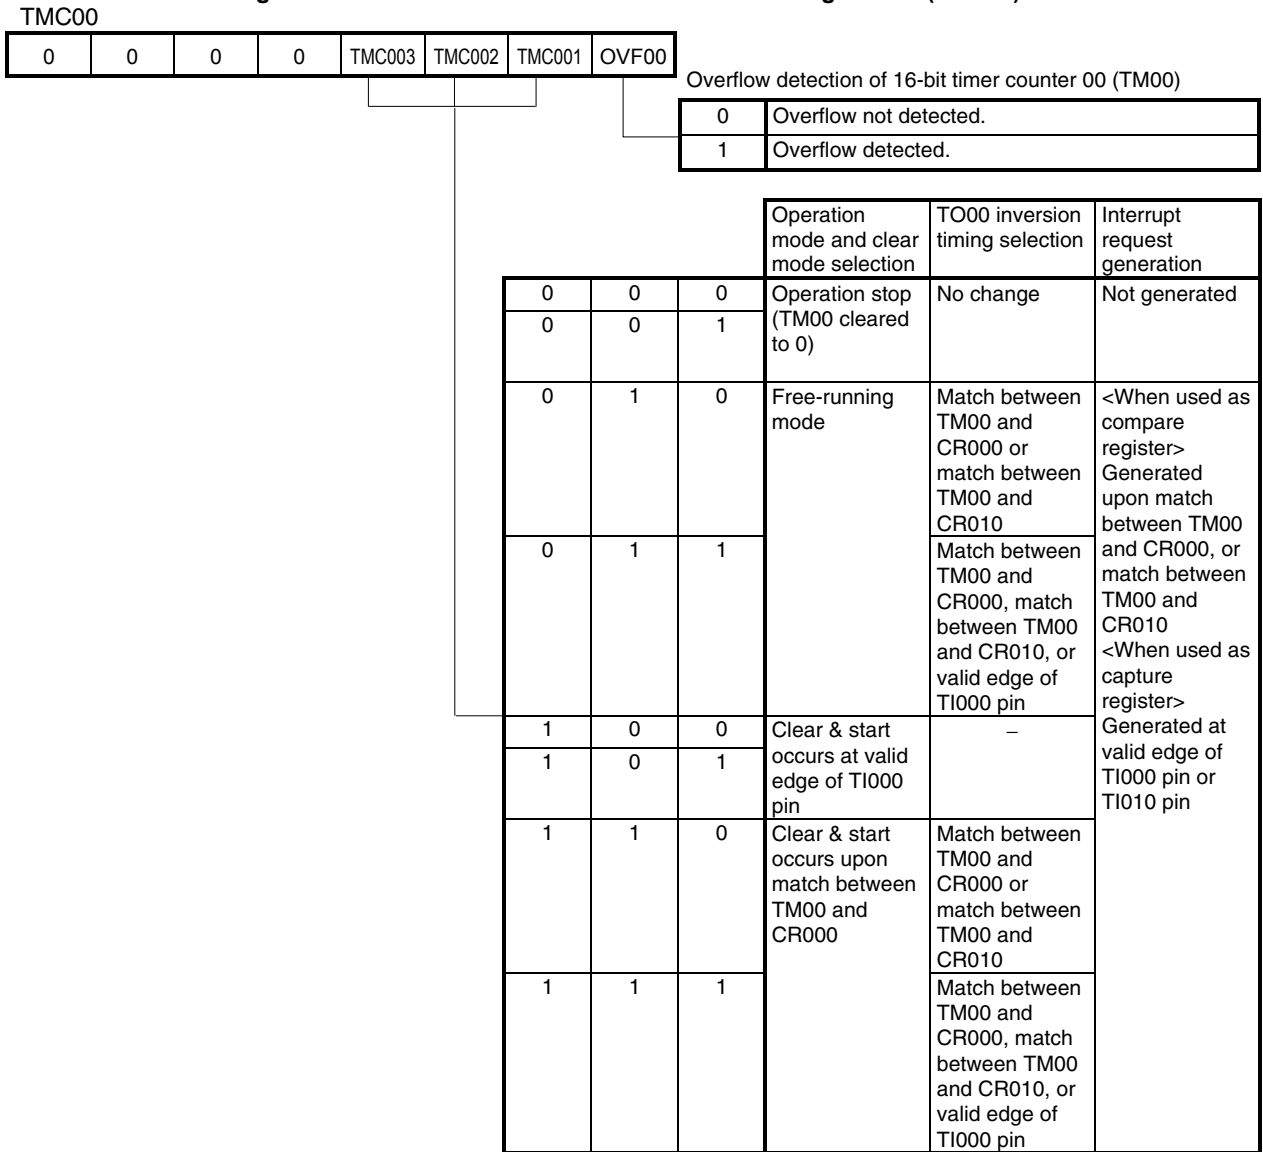 TMC00
0 0 0 0 TMC003 TMC002 TMC001 OVF00
Overflow detection of 16-bit timer counter 00 (TM00)
0 Overflow not detected.
1 Overflow detected.
Operation
mode and clear
mode selection
TO00 inversion
timing selection
Interrupt
request
generation
0 0 0
0 0 1
Operation stop
(TM00 cleared
to 0)
No change
Not generated
0 1 0
Free-running
mode
Match between
TM00 and
CR000 or
match between
TM00 and
CR010
<When used as
compare
register>
Generated
upon match
between TM00
and CR000, or
match between
TM00 and
CR010
<When used as
capture
register>
Generated at
valid edge of
TI000 pin or
TI010 pin
0 1 1
Match between
TM00 and
CR000, match
between TM00
and CR010, or
valid edge of
TI000 pin
1 0 0
1 0 1
Clear & start
occurs at valid
edge of TI000
pin
–
1 1 0
Clear & start
occurs upon
match between
TM00 and
CR000
Match between
TM00 and
CR000 or
match between
TM00 and
CR010
1 1 1
Match between
TM00 and
CR000, match
between TM00
and CR010, or
valid edge of
TI000 pin